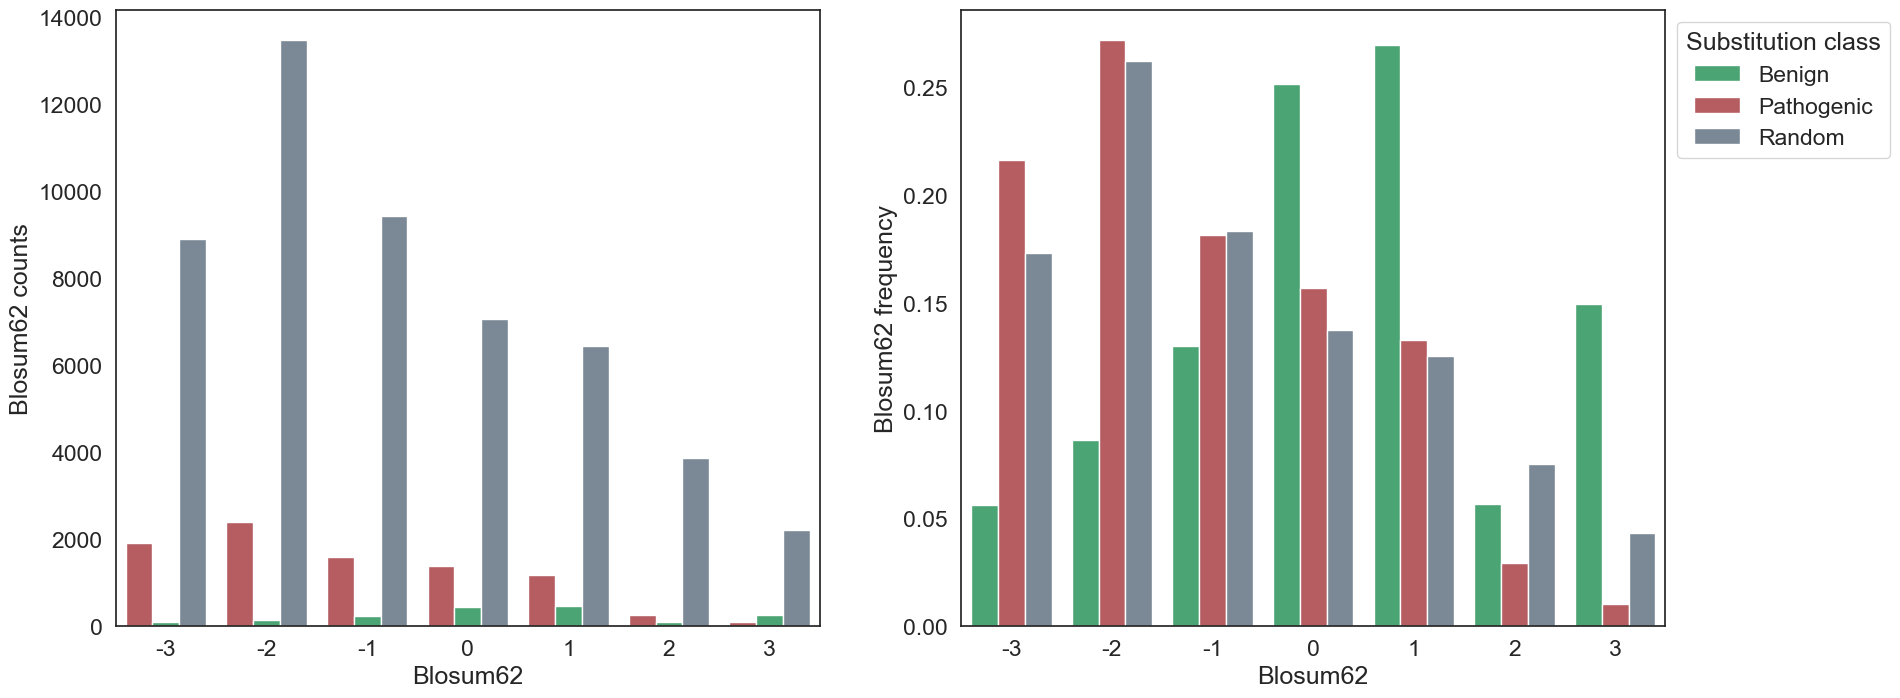 14000
12000
10000
8000
6000
4000
2000
0
Blosum62 counts
-3 -2 -1 0 1 2 3
Blosum62
0.25
0.20
0.15
0.10
0.05
0.00
Blosum62 frequency
-3 -2 -1 0 1 2 3
Blosum62
Substitution class
Benign
Pathogenic
Random